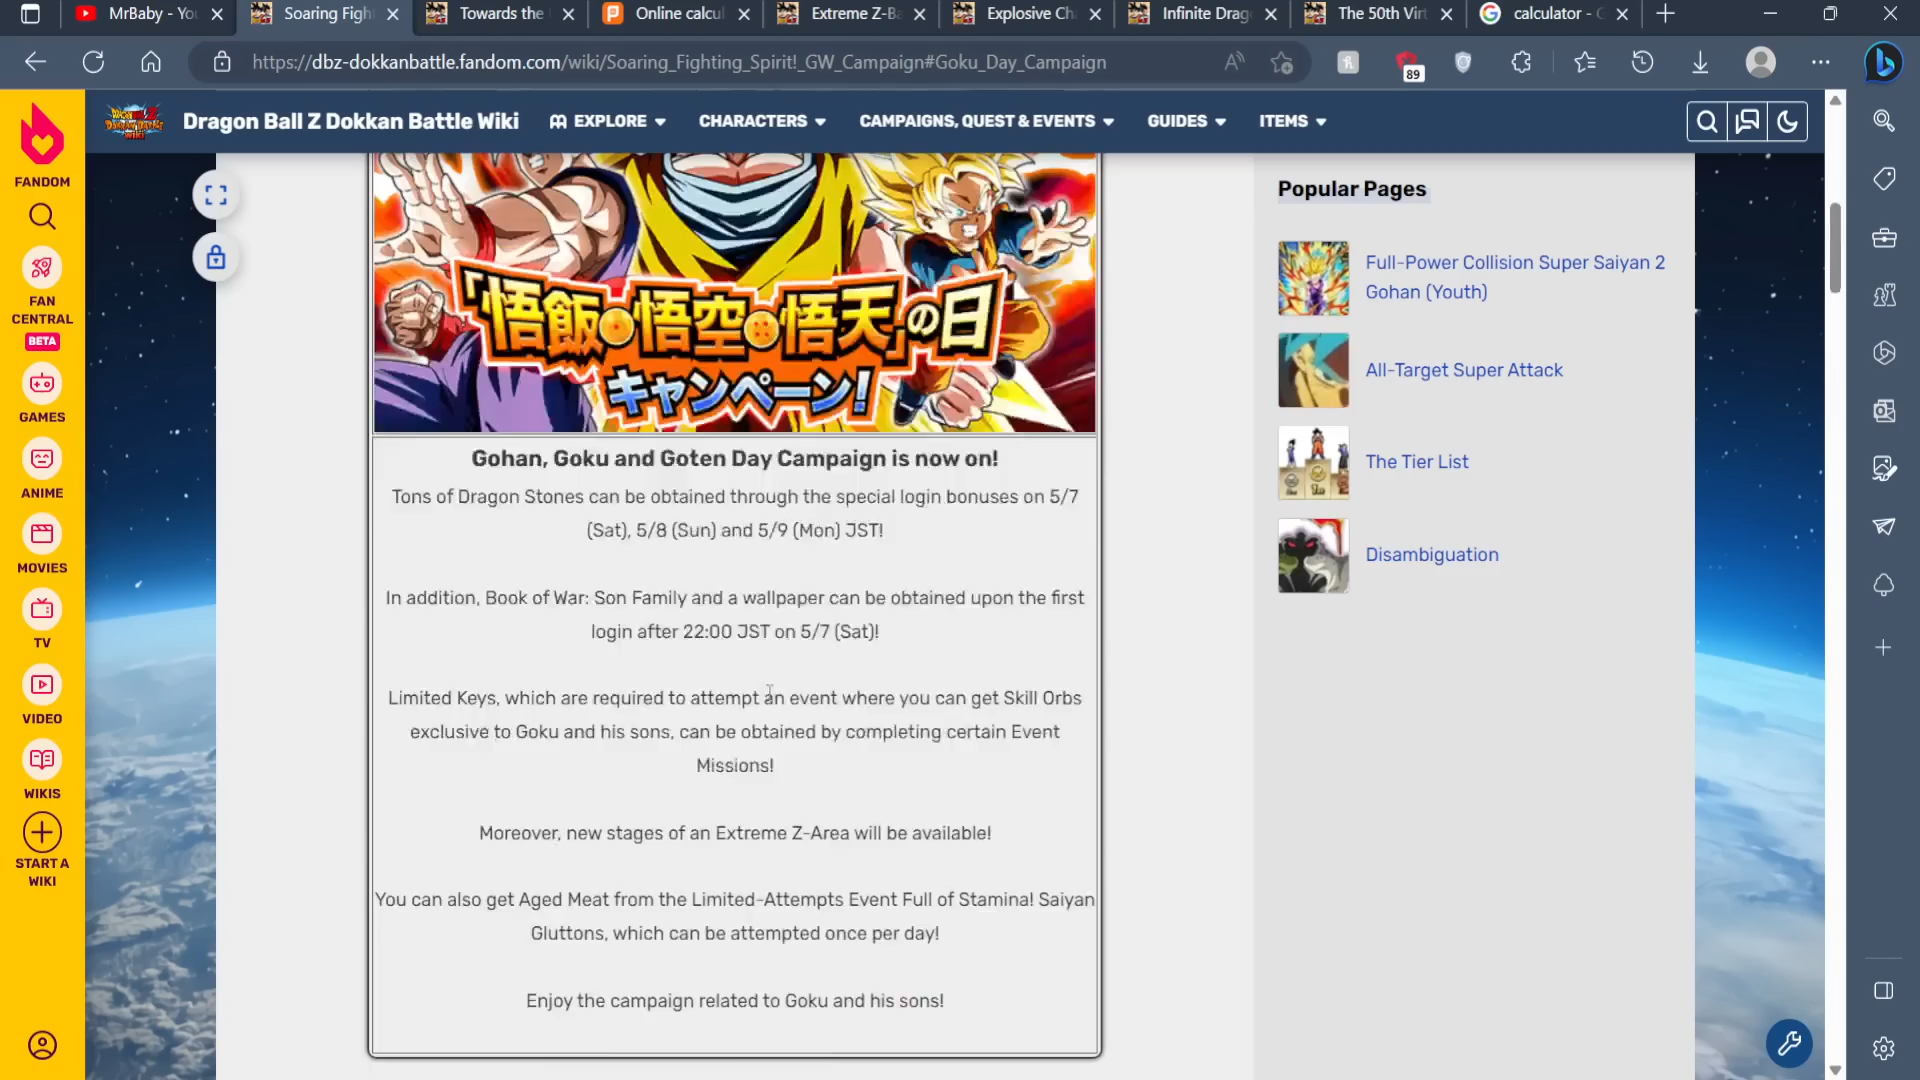 MrBaby - You
Soaring Figh
Towards the
Online calcu
Extreme Z-Ba
Explosive Ch
Infinite Drag
The 50th Virt
calculator - G
https://dbz-dokkanbattle.fandom.com/wiki/Soaring_Fighting_Spirit!_GW_Campaign#Goku_Day_Campaign
89
Dragon Ball Z Dokkan Battle Wiki
EXPLORE
CHARACTERS
CAMPAIGNS, QUEST & EVENTS
GUIDES
ITEMS
FANDOM
FAN
CENTRAL
BETA
GAMES
ANIME
MOVIES
TV
VIDEO
WIKIS
START A
WIKI
「悟飯・悟空・悟天」の日
キャンペーン!
Gohan, Goku and Goten Day Campaign is now on!
Tons of Dragon Stones can be obtained through the special login bonuses on 5/7
(Sat), 5/8 (Sun) and 5/9 (Mon) JST!
In addition, Book of War: Son Family and a wallpaper can be obtained upon the first
login after 22:00 JST on 5/7 (Sat)!
Limited Keys, which are required to attempt an event where you can get Skill Orbs
exclusive to Goku and his sons, can be obtained by completing certain Event
Missions!
Moreover, new stages of an Extreme Z-Area will be available!
You can also get Aged Meat from the Limited-Attempts Event Full of Stamina! Saiyan
Gluttons, which can be attempted once per day!
Enjoy the campaign related to Goku and his sons!
Popular Pages
Full-Power Collision Super Saiyan 2
Gohan (Youth)
All-Target Super Attack
The Tier List
Disambiguation